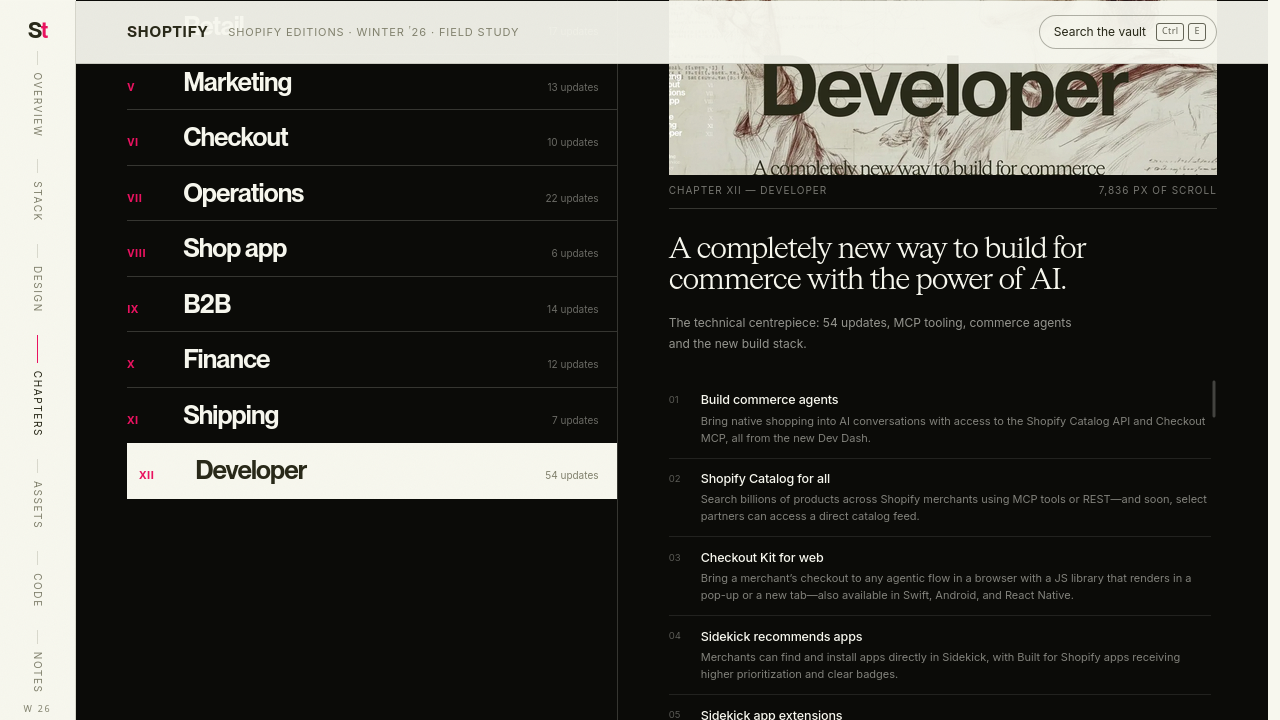 St
OVERVIEW
STACK
DESIGN
CHAPTERS
ASSETS
CODE
NOTES
W 26
SHOPTIFY
SHOPIFY EDITIONS · WINTER ’26 · FIELD STUDY
Search the vault
Ctrl
E
Retail
V
Marketing
13 updates
VI
Checkout
10 updates
VII
Operations
22 updates
VIII
Shop app
6 updates
IX
B2B
14 updates
X
Finance
12 updates
XI
Shipping
7 updates
XII
Developer
54 updates
Developer
A completely new way to build for commerce
CHAPTER XII — DEVELOPER
7,836 PX OF SCROLL
A completely new way to build for
commerce with the power of AI.
The technical centrepiece: 54 updates, MCP tooling, commerce agents
and the new build stack.
01
Build commerce agents
Bring native shopping into AI conversations with access to the Shopify Catalog API and Checkout
MCP, all from the new Dev Dash.
02
Shopify Catalog for all
Search billions of products across Shopify merchants using MCP tools or REST—and soon, select
partners can access a direct catalog feed.
03
Checkout Kit for web
Bring a merchant’s checkout to any agentic flow in a browser with a JS library that renders in a
pop-up or a new tab—also available in Swift, Android, and React Native.
04
Sidekick recommends apps
Merchants can find and install apps directly in Sidekick, with Built for Shopify apps receiving
higher prioritization and clear badges.
05
Sidekick app extensions